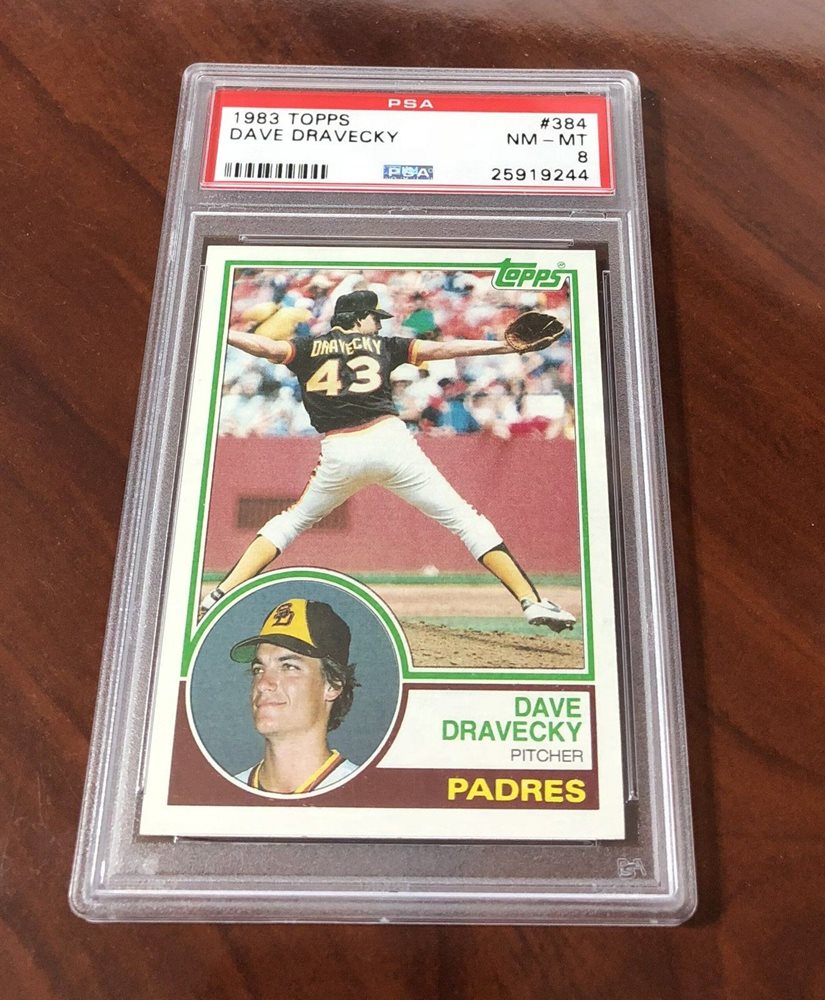 PSA
1983 TOPPS #384
DAVE DRAVECKY NM-MT
8
PSA 25919244
TOPPS
DRAVECKY
43
SD
DAVE
DRAVECKY
PITCHER
PADRES
PSA